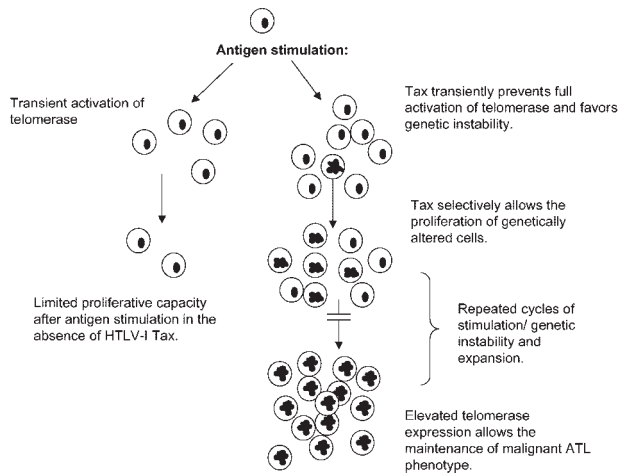 Antigen stimulation:
Transient activation of
telomerase
Tax transiently prevents full
activation of telomerase and favors
genetic instability.
Tax selectively allows the
proliferation of genetically
altered cells.
Limited proliferative capacity
after antigen stimulation in the
absence of HTLV-I Tax.
Repeated cycles of
stimulation/ genetic
instability and
expansion.
Elevated telomerase
expression allows the
maintenance of malignant ATL
phenotype.